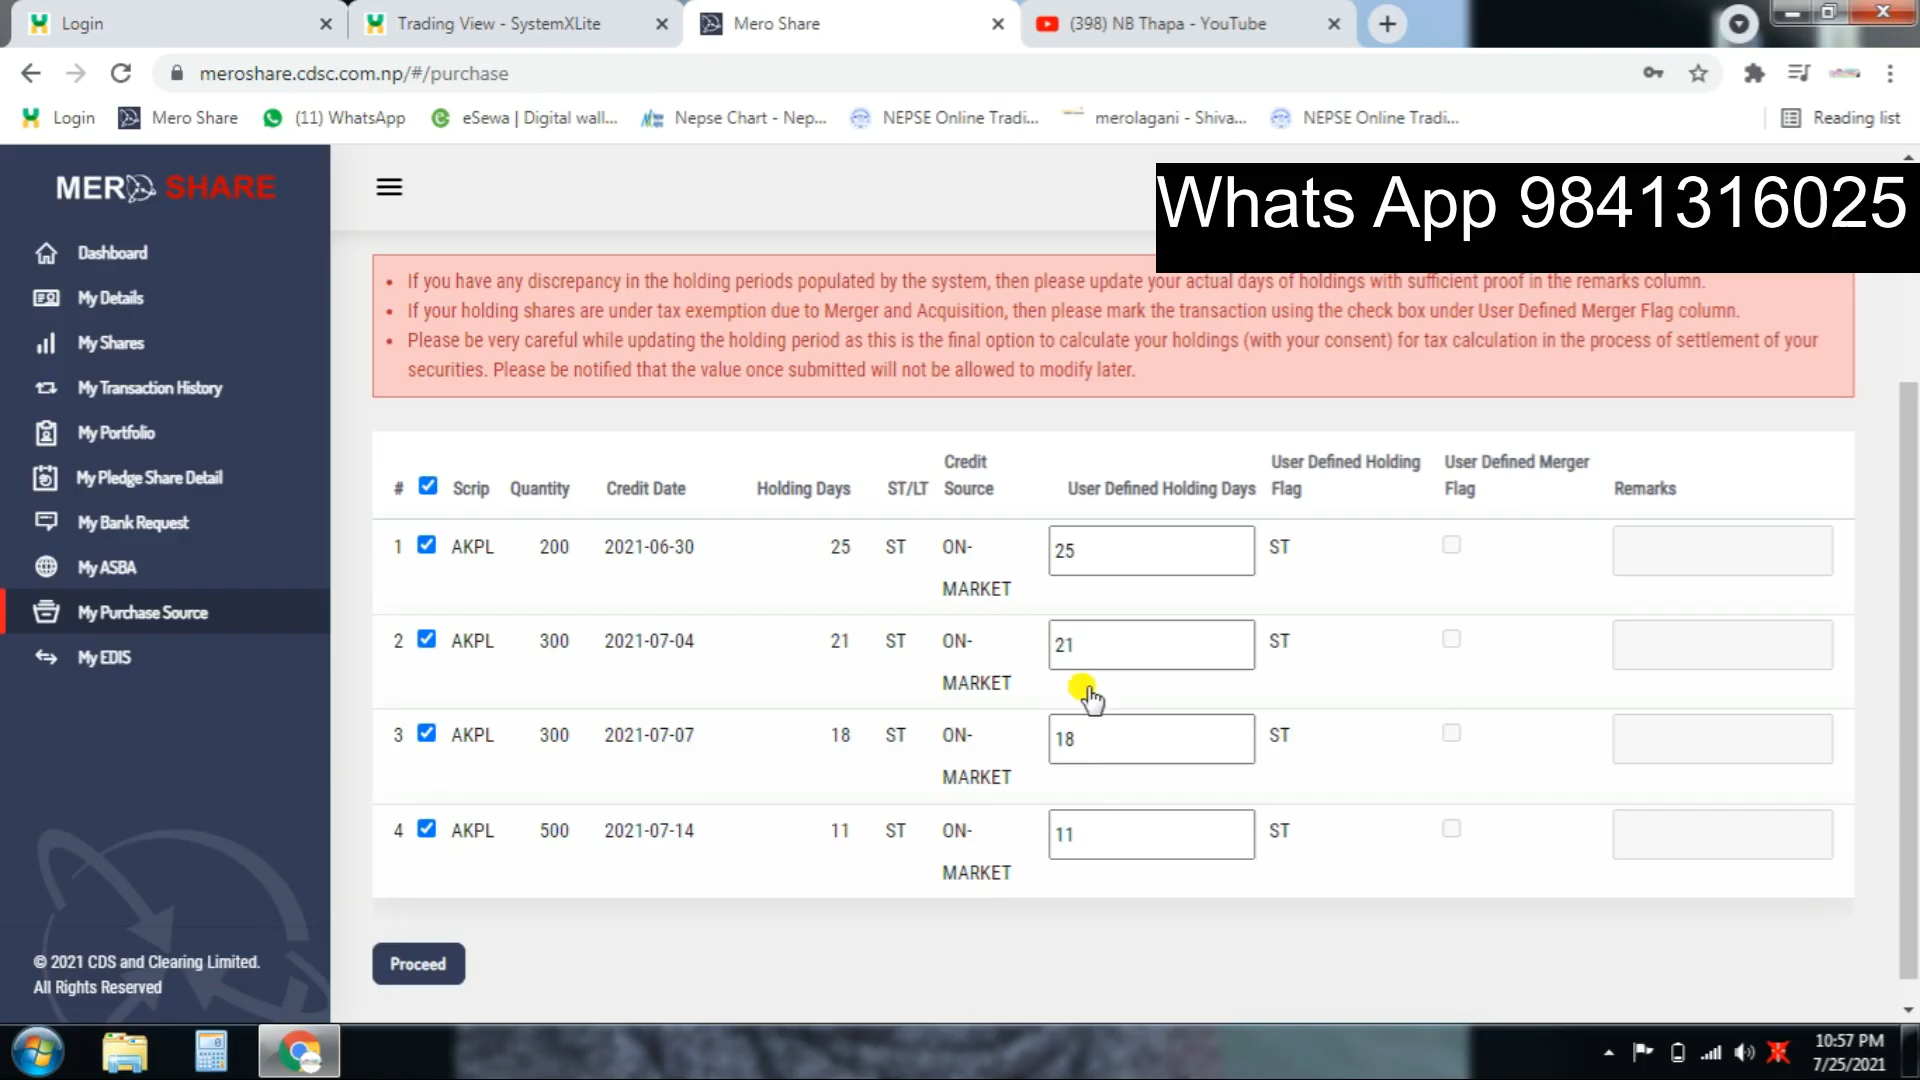 Login
Trading View - SystemXLite
Mero Share
(398) NB Thapa - YouTube
meroshare.cdsc.com.np/#/purchase
Login
Mero Share
(11) WhatsApp
eSewa | Digital wall...
Nepse Chart - Nep...
NEPSE Online Tradi...
merolagani - Shiva...
NEPSE Online Tradi...
Reading list
MERO SHARE
Whats App 9841316025
Dashboard
My Details
My Shares
My Transaction History
My Portfolio
My Pledge Share Detail
My Bank Request
My ASBA
My Purchase Source
My EDIS
© 2021 CDS and Clearing Limited.
All Rights Reserved
If you have any discrepancy in the holding periods populated by the system, then please update your actual days of holdings with sufficient proof in the remarks column.
If your holding shares are under tax exemption due to Merger and Acquisition, then please mark the transaction using the check box under User Defined Merger Flag column.
Please be very careful while updating the holding period as this is the final option to calculate your holdings (with your consent) for tax calculation in the process of settlement of your
securities. Please be notified that the value once submitted will not be allowed to modify later.
# Scrip Quantity Credit Date Holding Days ST/LT Credit Source User Defined Holding Days User Defined Holding Flag User Defined Merger Flag Remarks
1 AKPL 200 2021-06-30 25 ST ON-MARKET 25 ST
2 AKPL 300 2021-07-04 21 ST ON-MARKET 21 ST
3 AKPL 300 2021-07-07 18 ST ON-MARKET 18 ST
4 AKPL 500 2021-07-14 11 ST ON-MARKET 11 ST
Proceed
10:57 PM
7/25/2021